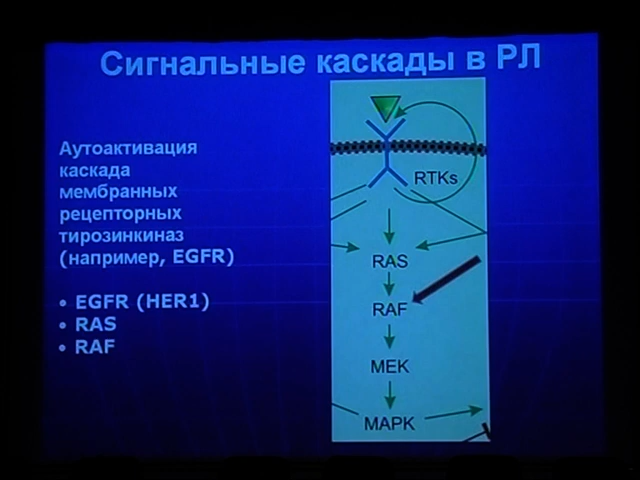 Сигнальные каскады в РЛ
Аутоактивация
каскада
мембранных
рецепторных
тирозинкиназ
(например, EGFR)
• EGFR (HER1)
• RAS
• RAF
RTKs
RAS
RAF
MEK
MAPK